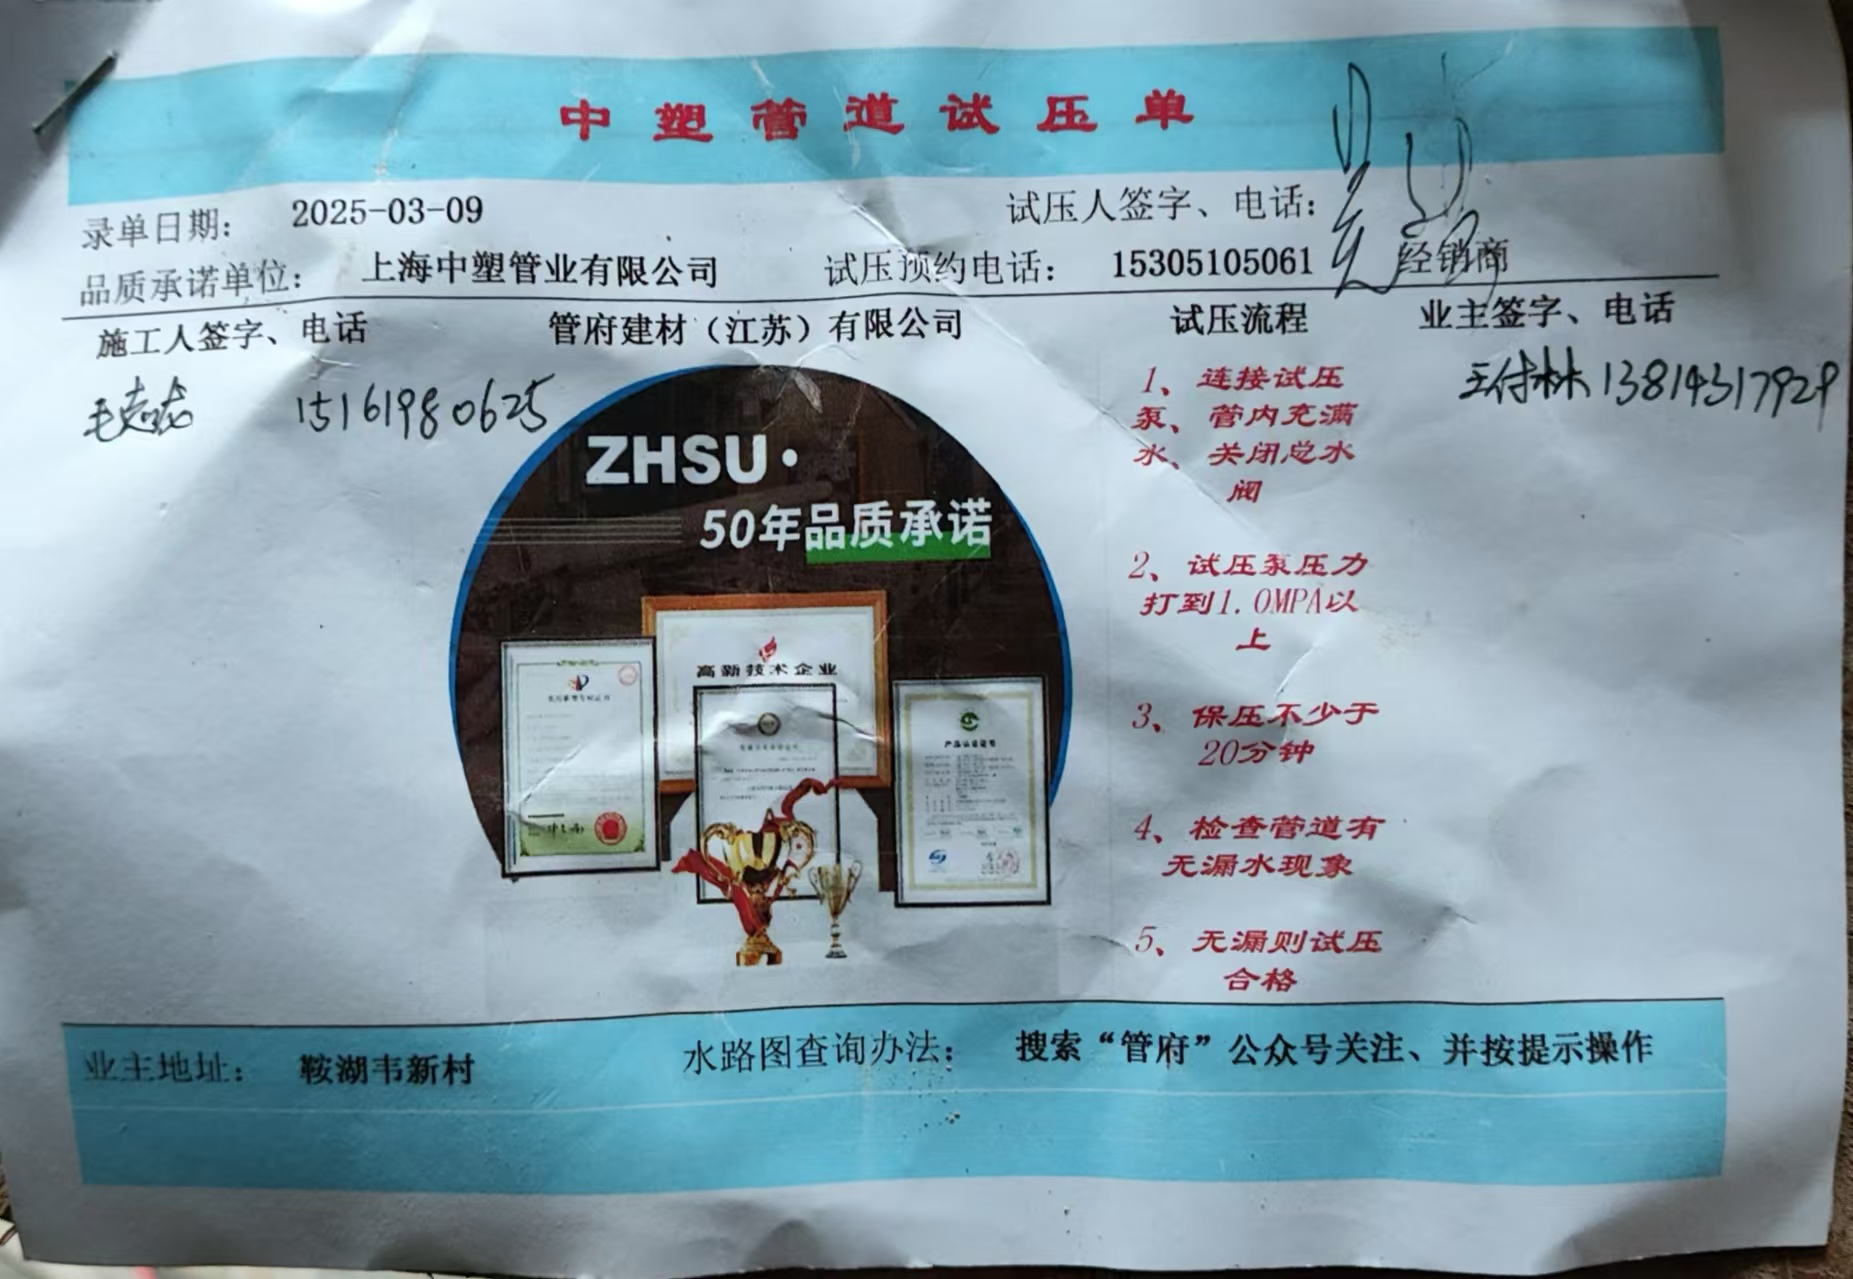 中塑管道试压单
录单日期： 2025-03-09 试压人签字、电话：
品质承诺单位： 上海中塑管业有限公司 试压预约电话： 15305105061 经销商
施工人签字、电话 管府建材（江苏）有限公司 试压流程 业主签字、电话
15161980625
王付林 13814317929
ZHSU·
50年品质承诺
高新技术企业
产品认证证书
1、连接试压
泵、管内充满
水、关闭总水
阀
2、试压泵压力
打到1.0MPA以
上
3、保压不少于
20分钟
4、检查管道有
无漏水现象
5、无漏则试压
合格
业主地址： 鞍湖韦新村 水路图查询办法： 搜索“管府”公众号关注、并按提示操作